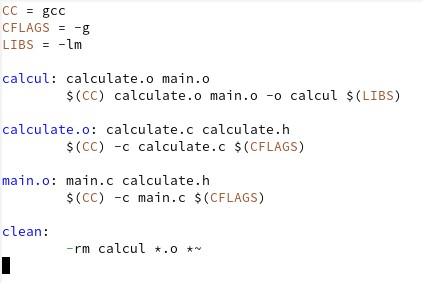 CC = gcc
CFLAGS = -g
LIBS = -lm

calcul: calculate.o main.o
        $(CC) calculate.o main.o -o calcul $(LIBS)

calculate.o: calculate.c calculate.h
        $(CC) -c calculate.c $(CFLAGS)

main.o: main.c calculate.h
        $(CC) -c main.c $(CFLAGS)

clean:
        -rm calcul *.o *~